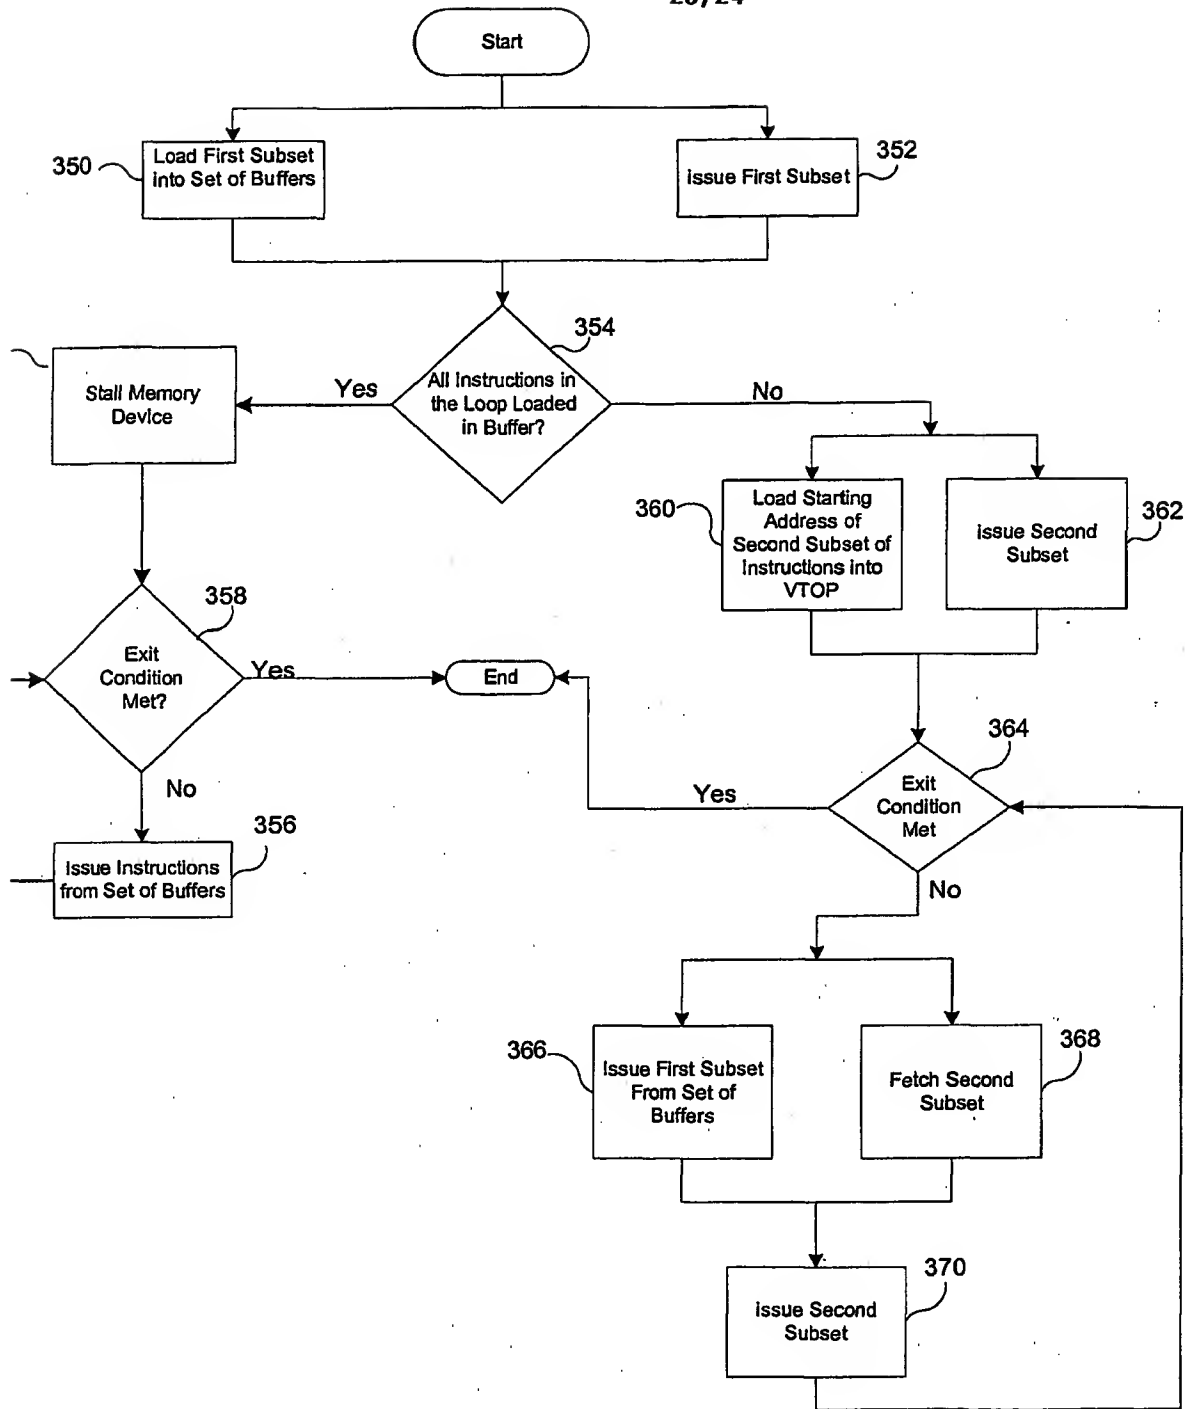 Start
350
Load First Subset
into Set of Buffers
issue First Subset
352
354
All Instructions in
the Loop Loaded
in Buffer?
Yes
No
Stall Memory
Device
360
Load Starting
Address of
Second Subset of
Instructions into
VTOP
issue Second
Subset
362
358
Exit
Condition
Met?
Yes
End
No
364
Exit
Condition
Met
Yes
No
356
Issue Instructions
from Set of Buffers
366
Issue First Subset
From Set of
Buffers
Fetch Second
Subset
368
370
issue Second
Subset